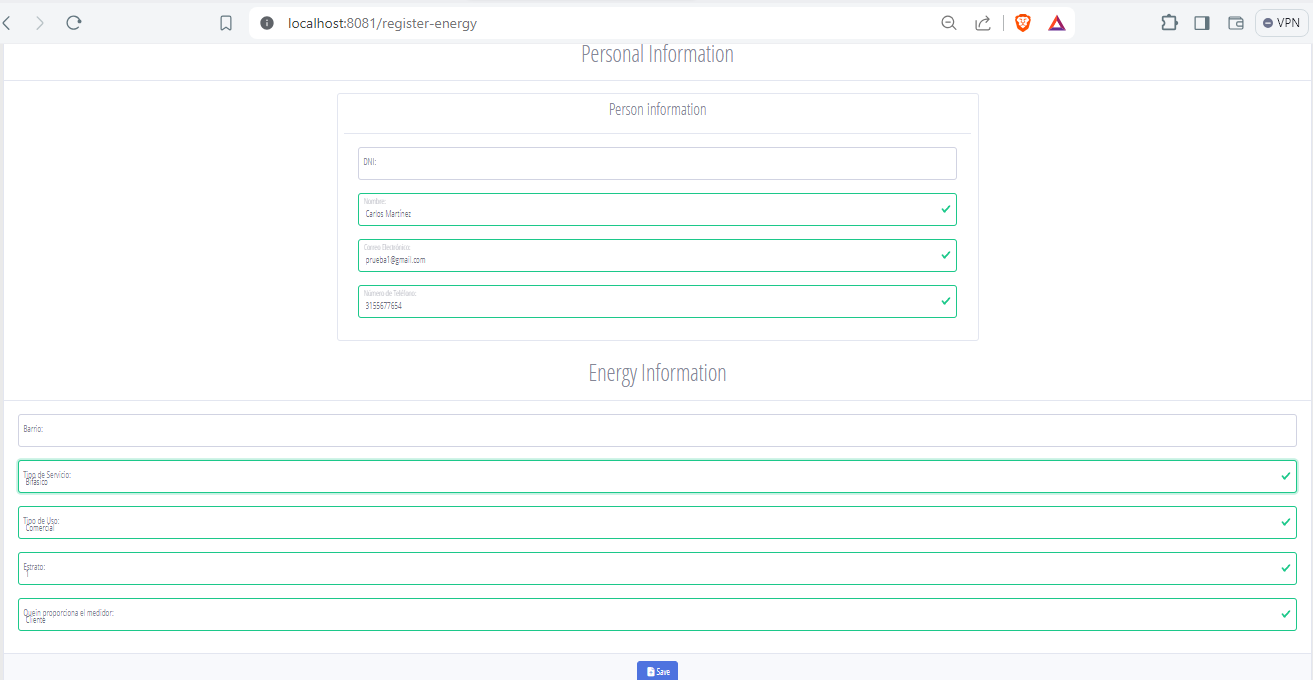 localhost:8081/register-energy
VPN
Personal Information
Person information
DNI:
Nombre:
Carlos Martinez
Correo Electrónico:
prueba1@gmail.com
Número de Teléfono:
3155677654
Energy Information
Barrio:
Tipo de Servicio:
Bifasico
Tipo de Uso:
Comercial
Estrato:
1
Quein proporciona el medidor:
Cliente
Save